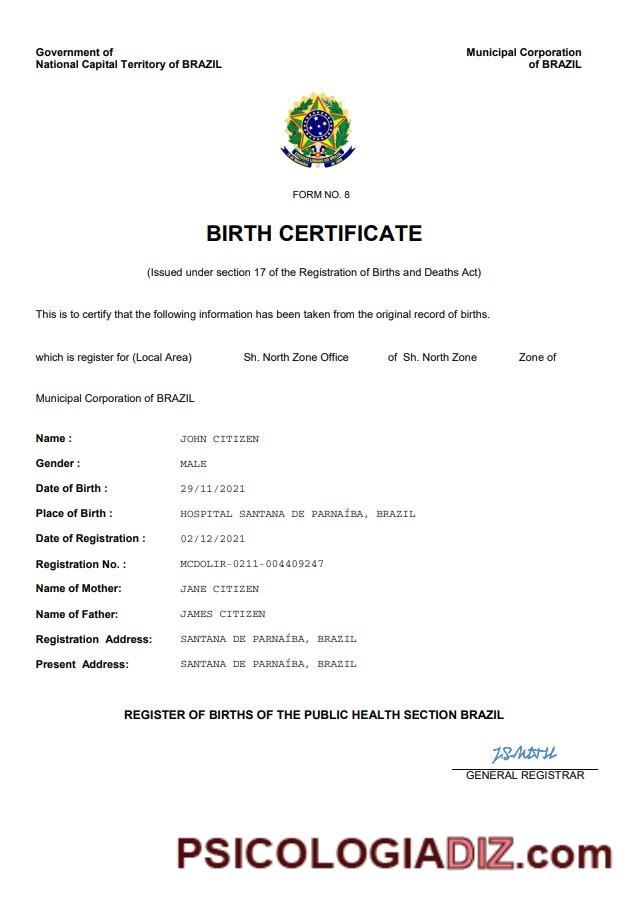 Government of
National Capital Territory of BRAZIL
Municipal Corporation
of BRAZIL
FORM NO. 8
BIRTH CERTIFICATE
(Issued under section 17 of the Registration of Births and Deaths Act)
This is to certify that the following information has been taken from the original record of births.
which is register for (Local Area) Sh. North Zone Office of Sh. North Zone Zone of
Municipal Corporation of BRAZIL
Name : JOHN CITIZEN
Gender : MALE
Date of Birth : 29/11/2021
Place of Birth : HOSPITAL SANTANA DE PARNAÍBA, BRAZIL
Date of Registration : 02/12/2021
Registration No. : MCDOLIR-0211-004409247
Name of Mother: JANE CITIZEN
Name of Father: JAMES CITIZEN
Registration Address: SANTANA DE PARNAÍBA, BRAZIL
Present Address: SANTANA DE PARNAÍBA, BRAZIL
REGISTER OF BIRTHS OF THE PUBLIC HEALTH SECTION BRAZIL
GENERAL REGISTRAR
PSICOLOGIADIZ.com